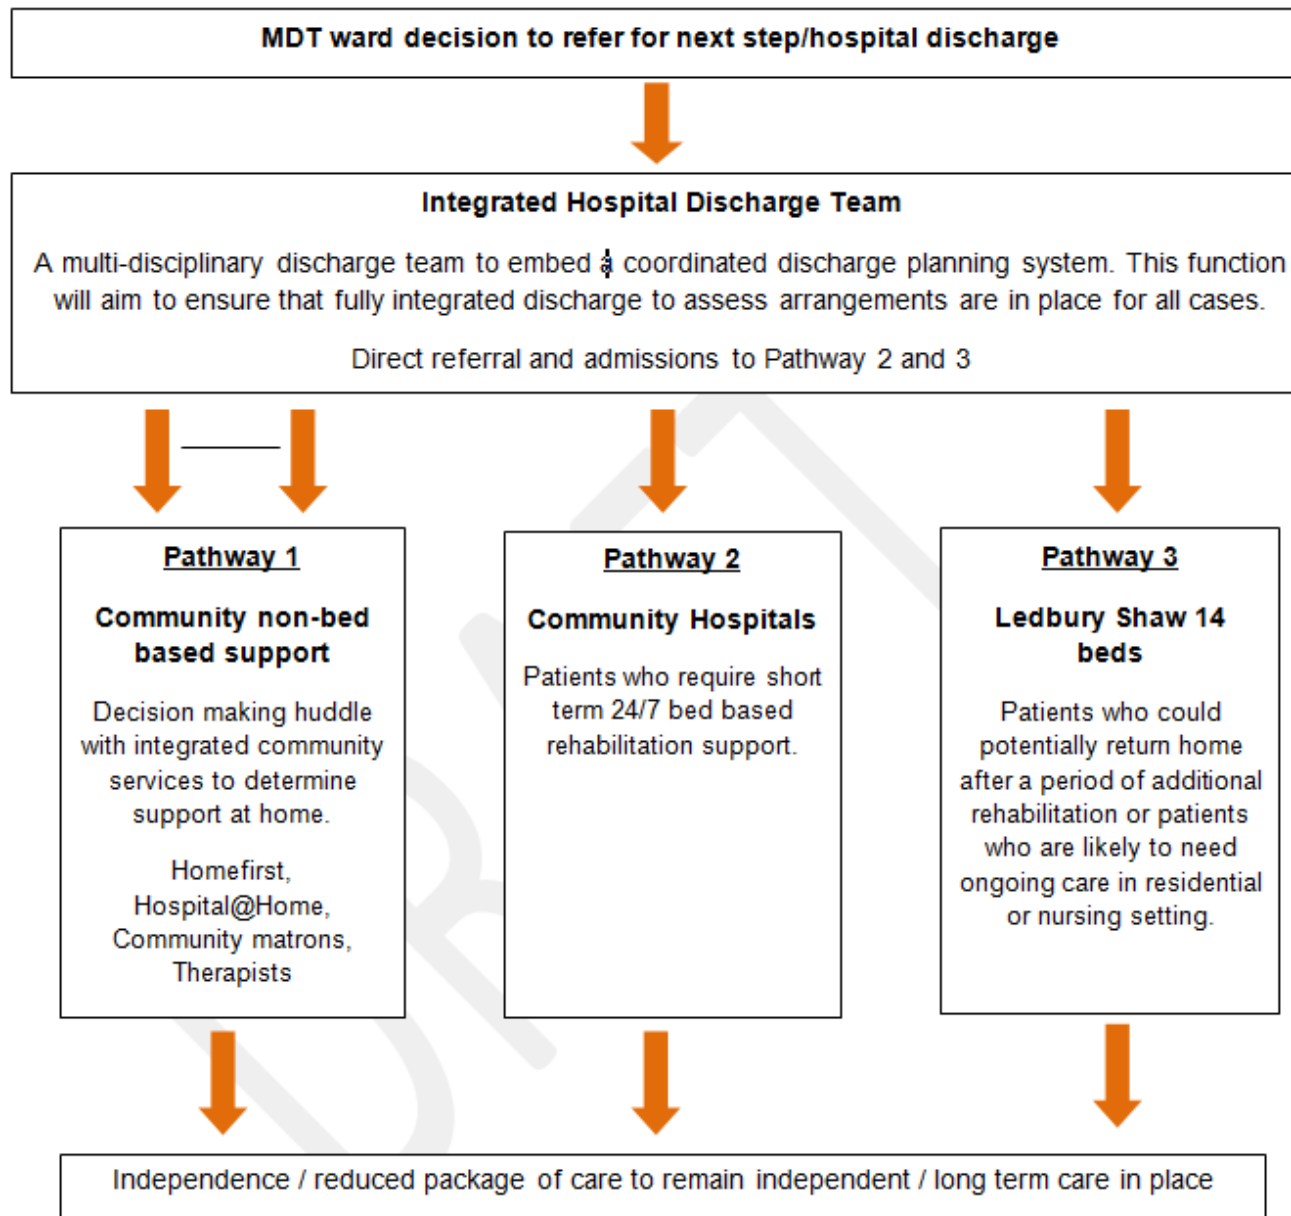 MDT ward decision to refer for next step/hospital discharge
Integrated Hospital Discharge Team
A multi-disciplinary discharge team to embed a coordinated discharge planning system. This function
will aim to ensure that fully integrated discharge to assess arrangements are in place for all cases.
Direct referral and admissions to Pathway 2 and 3
Pathway 1
Community non-bed
based support
Decision making huddle
with integrated community
services to determine
support at home.
Homefirst,
Hospital@Home,
Community matrons,
Therapists
Pathway 2
Community Hospitals
Patients who require short
term 24/7 bed based
rehabilitation support.
Pathway 3
Ledbury Shaw 14
beds
Patients who could
potentially return home
after a period of additional
rehabilitation or patients
who are likely to need
ongoing care in residential
or nursing setting.
Independence / reduced package of care to remain independent / long term care in place
DRAFT